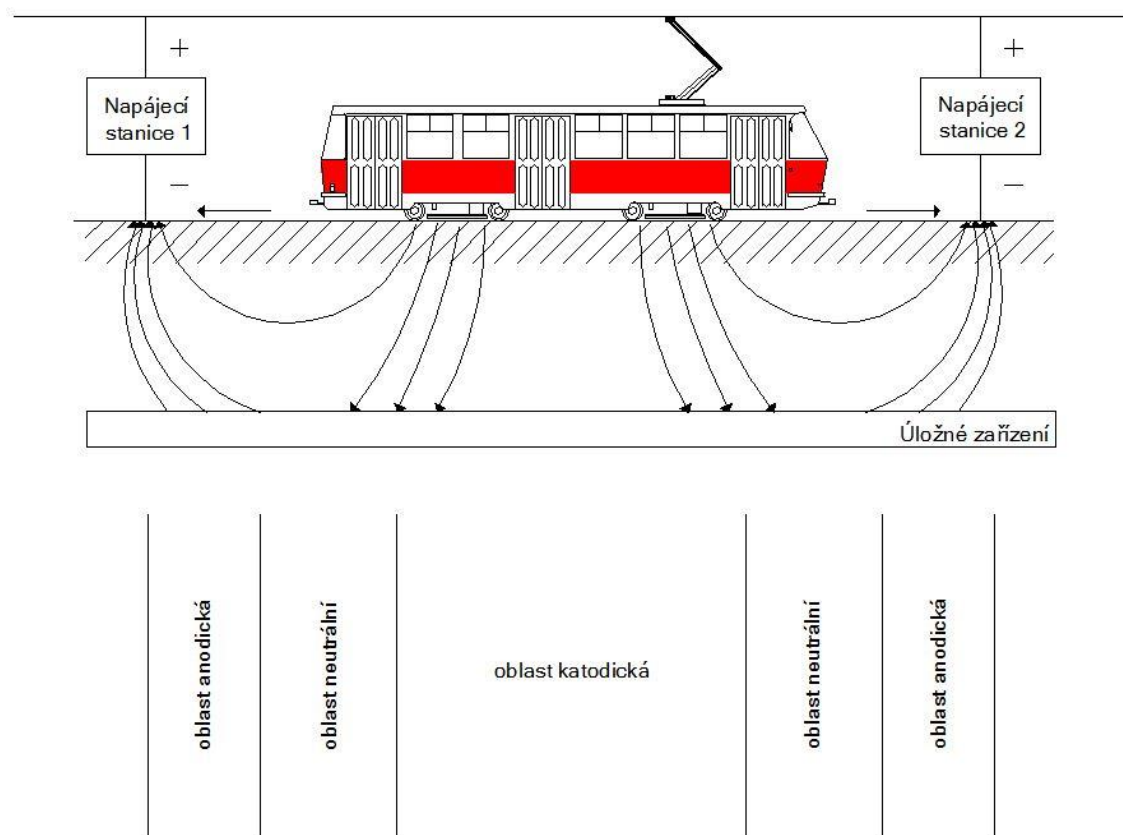 +
+
Napájecí
stanice 1
Napájecí
stanice 2
–
–
Úložné zařízení
oblast anodická
oblast neutrální
oblast katodická
oblast neutrální
oblast anodická